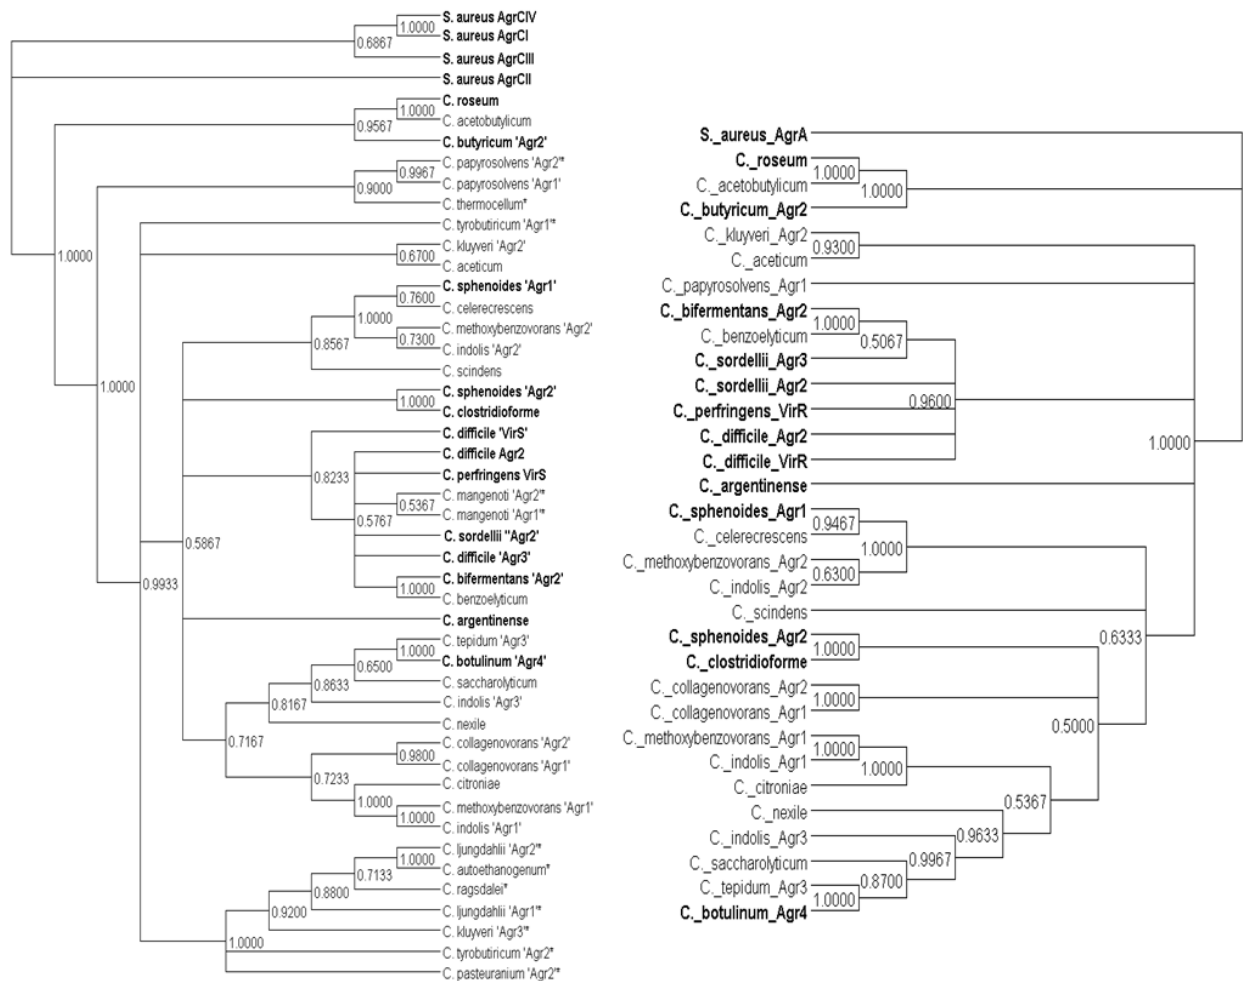 S. aureus AgrCIV
1.0000
S. aureus AgrCI
0.6867
S. aureus AgrCIII
S. aureus AgrCII
C. roseum
1.0000
C. acetobutylicum
0.9567
C. butyricum 'Agr2'
C. papyrosolvens 'Agr2'*
0.9967
C. papyrosolvens 'Agr1'
0.9000
C. thermocellum*
C. tyrobutiricum 'Agr1'*
C. kluyveri 'Agr2'
1.0000
0.6700
C. aceticum
C. sphenoides 'Agr1'
0.7600
C. celerecrescens
1.0000
C. methoxybenzovorans 'Agr2'
0.7300
0.8567
C. indolis 'Agr2'
C. scindens
1.0000
C. sphenoides 'Agr2'
1.0000
C. clostridioforme
C. difficile 'VirS'
C. difficile Agr2
0.8233
C. perfringens VirS
C. mangenoti 'Agr2'*
0.5367
C. mangenoti 'Agr1'*
0.5767
C. sordellii "Agr2'
0.5867
C. difficile 'Agr3'
0.9933
C. bifermentans 'Agr2'
1.0000
C. benzoelyticum
C. argentinense
C. tepidum 'Agr3'
1.0000
C. botulinum 'Agr4'
0.6500
C. saccharolyticum
0.8633
C. indolis 'Agr3'
0.8167
C. nexile
0.7167
C. collagenovorans 'Agr2'
0.9800
C. collagenovorans 'Agr1'
0.7233
C. citroniae
1.0000
C. methoxybenzovorans 'Agr1'
1.0000
C. indolis 'Agr1'
C. ljungdahlii 'Agr2'*
1.0000
C. autoethanogenum*
0.7133
C. ragsdalei*
0.8800
C. ljungdahlii 'Agr1'*
0.9200
C. kluyveri 'Agr3'*
1.0000
C. tyrobutiricum 'Agr2'*
C. pasteuranium 'Agr2'*
S._aureus_AgrA
C._roseum
1.0000
C._acetobutylicum
1.0000
C._butyricum_Agr2
C._kluyveri_Agr2
0.9300
C._aceticum
C._papyrosolvens_Agr1
C._bifermentans_Agr2
1.0000
C._benzoelyticum
0.5067
C._sordellii_Agr3
C._sordellii_Agr2
0.9600
C._perfringens_VirR
C._difficile_Agr2
1.0000
C._difficile_VirR
C._argentinense
C._sphenoides_Agr1
0.9467
C._celerecrescens
1.0000
C._methoxybenzovorans_Agr2
0.6300
C._indolis_Agr2
C._scindens
C._sphenoides_Agr2
0.6333
1.0000
C._clostridioforme
C._collagenovorans_Agr2
1.0000
C._collagenovorans_Agr1
0.5000
C._methoxybenzovorans_Agr1
1.0000
C._indolis_Agr1
1.0000
C._citroniae
0.5367
C._nexile
0.9633
C._indolis_Agr3
0.9967
C._saccharolyticum
0.8700
C._tepidum_Agr3
1.0000
C._botulinum_Agr4